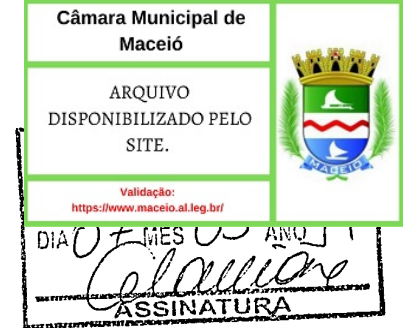 Câmara Municipal de
Maceió
ARQUIVO
DISPONIBILIZADO PELO
SITE.
Validação:
https://www.maceio.al.leg.br/
MACEIÓ
DIA 07 MES ANO
ASSINATURA